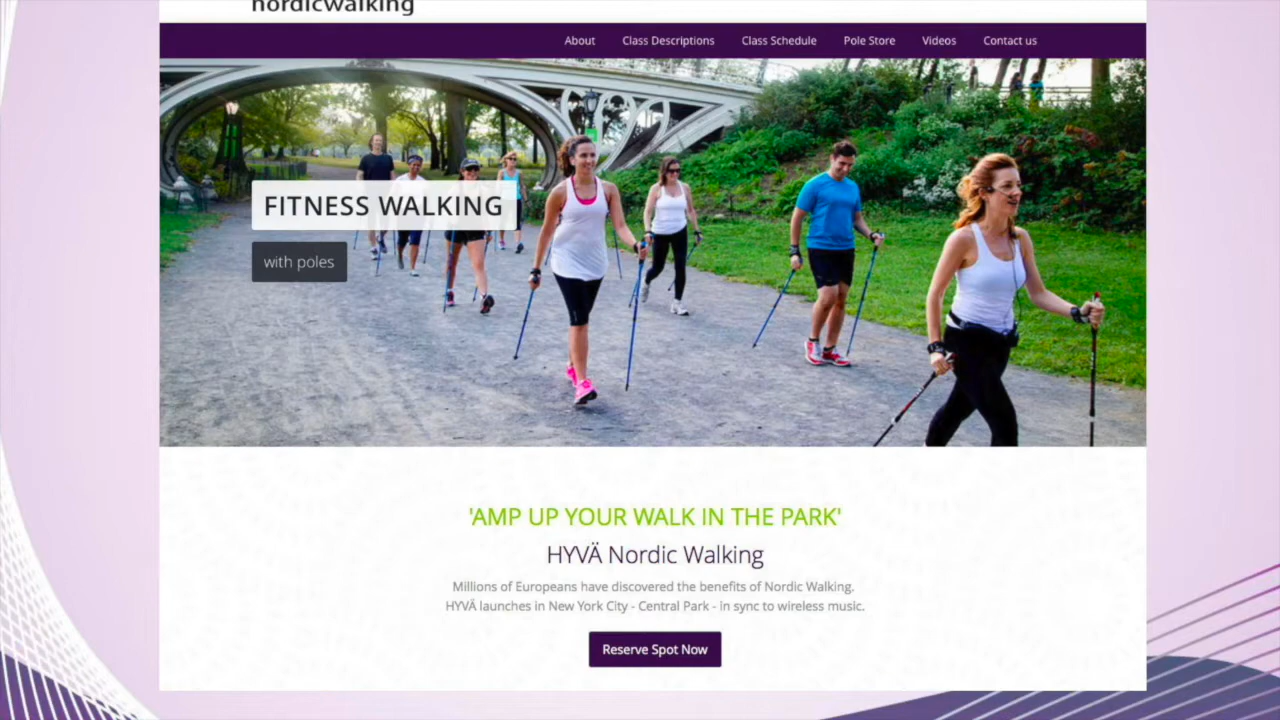 nordicwalking
About Class Descriptions Class Schedule Pole Store Videos Contact us
FITNESS WALKING
with poles
'AMP UP YOUR WALK IN THE PARK'
HYVÄ Nordic Walking
Millions of Europeans have discovered the benefits of Nordic Walking.
HYVÄ launches in New York City - Central Park - in sync to wireless music.
Reserve Spot Now